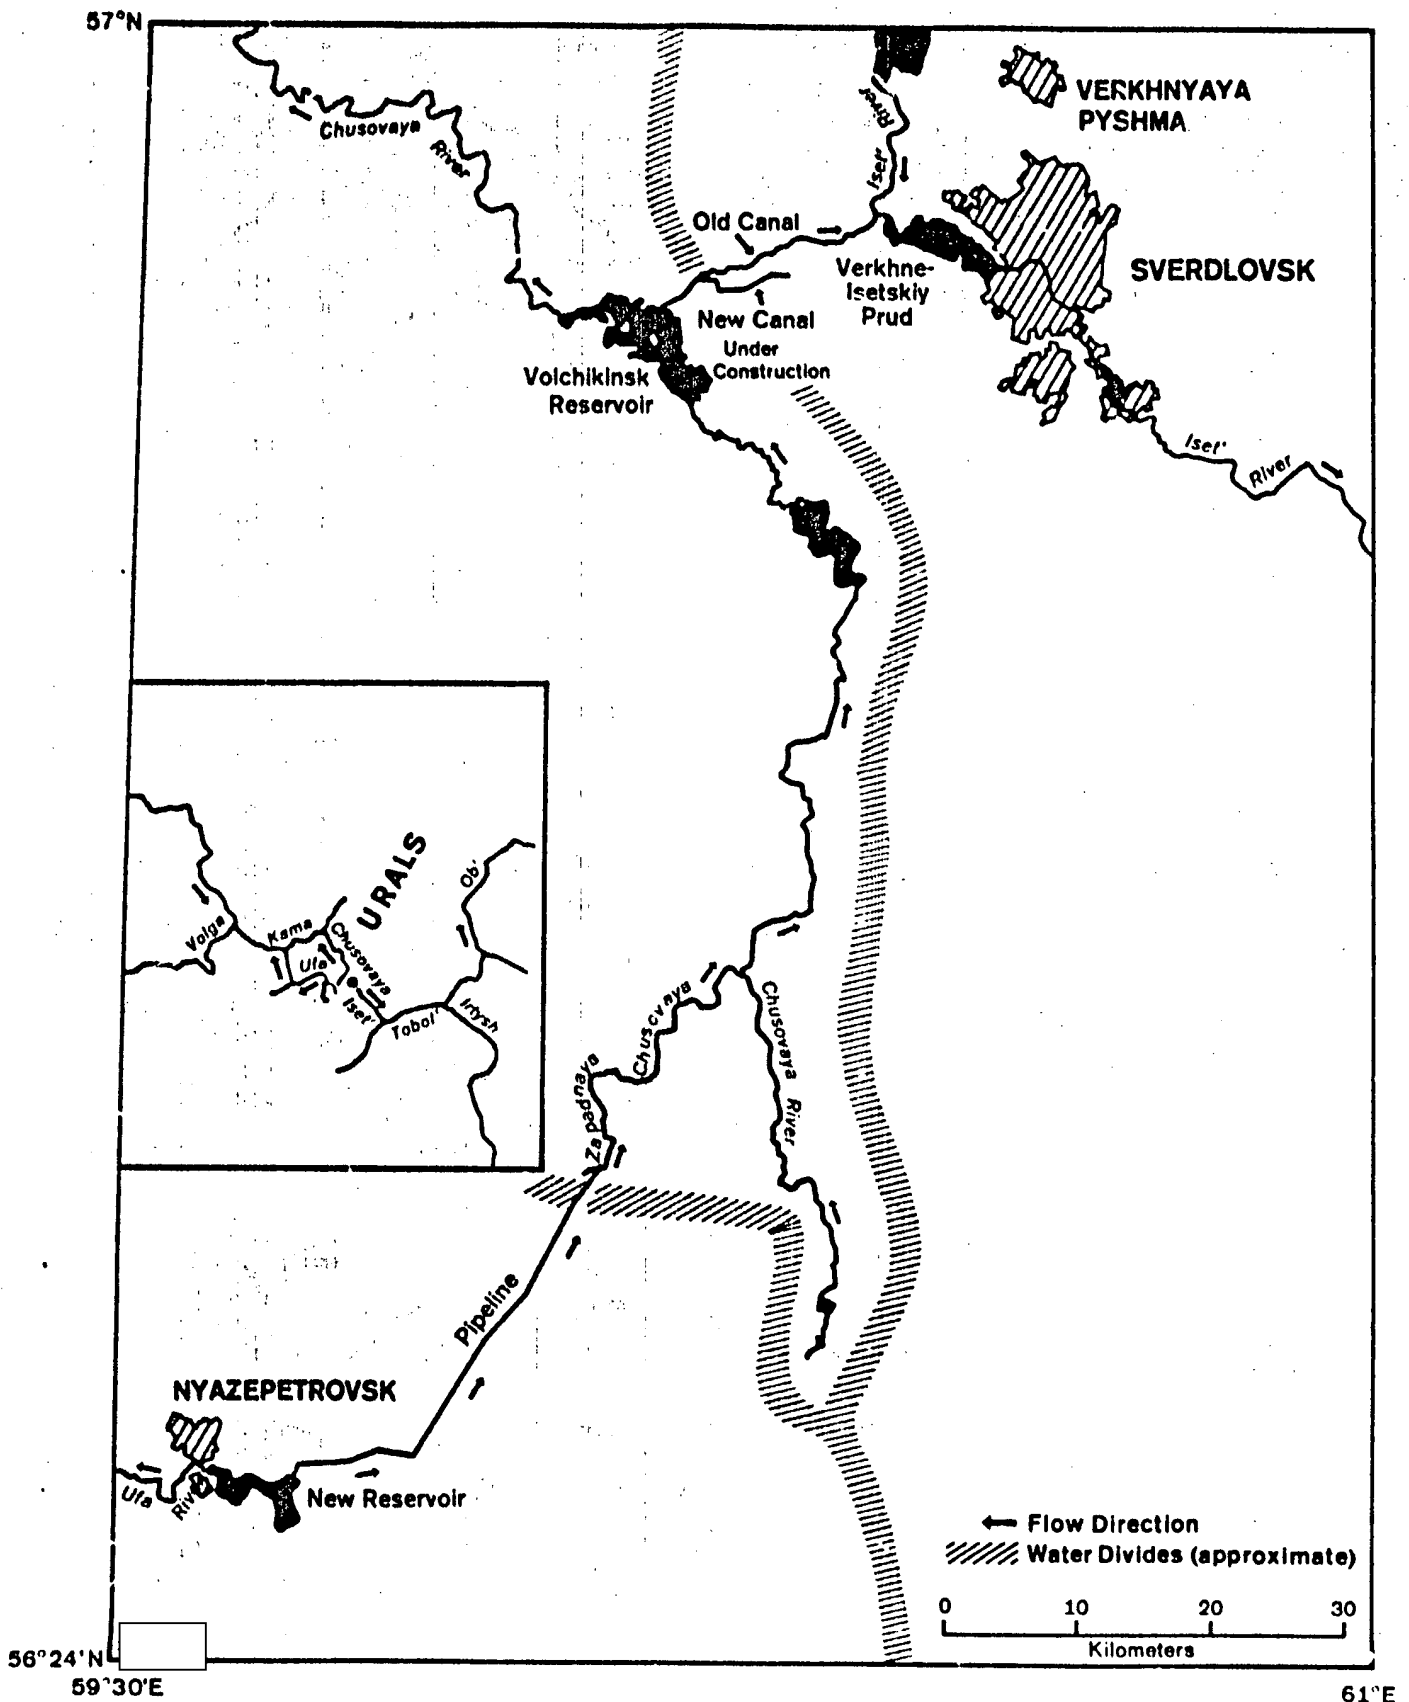 57°N
Chusovaya
River
River
Iset'
VERKHNYAYA
PYSHMA
Old Canal
Verkhne-
Isetskiy
Prud
SVERDLOVSK
New Canal
Under
Construction
Volchikinsk
Reservoir
Iset'
River
URALS
Ob'
Volga
Kama
Chusovaya
Ufa
Iset'
Tobol'
Irtysh
Zapadnaya
Chusovaya
Chusovaya
River
Pipeline
NYAZEPETROVSK
Ufa
River
New Reservoir
Flow Direction
Water Divides (approximate)
0 10 20 30
Kilometers
56°24'N
59°30'E
61°E